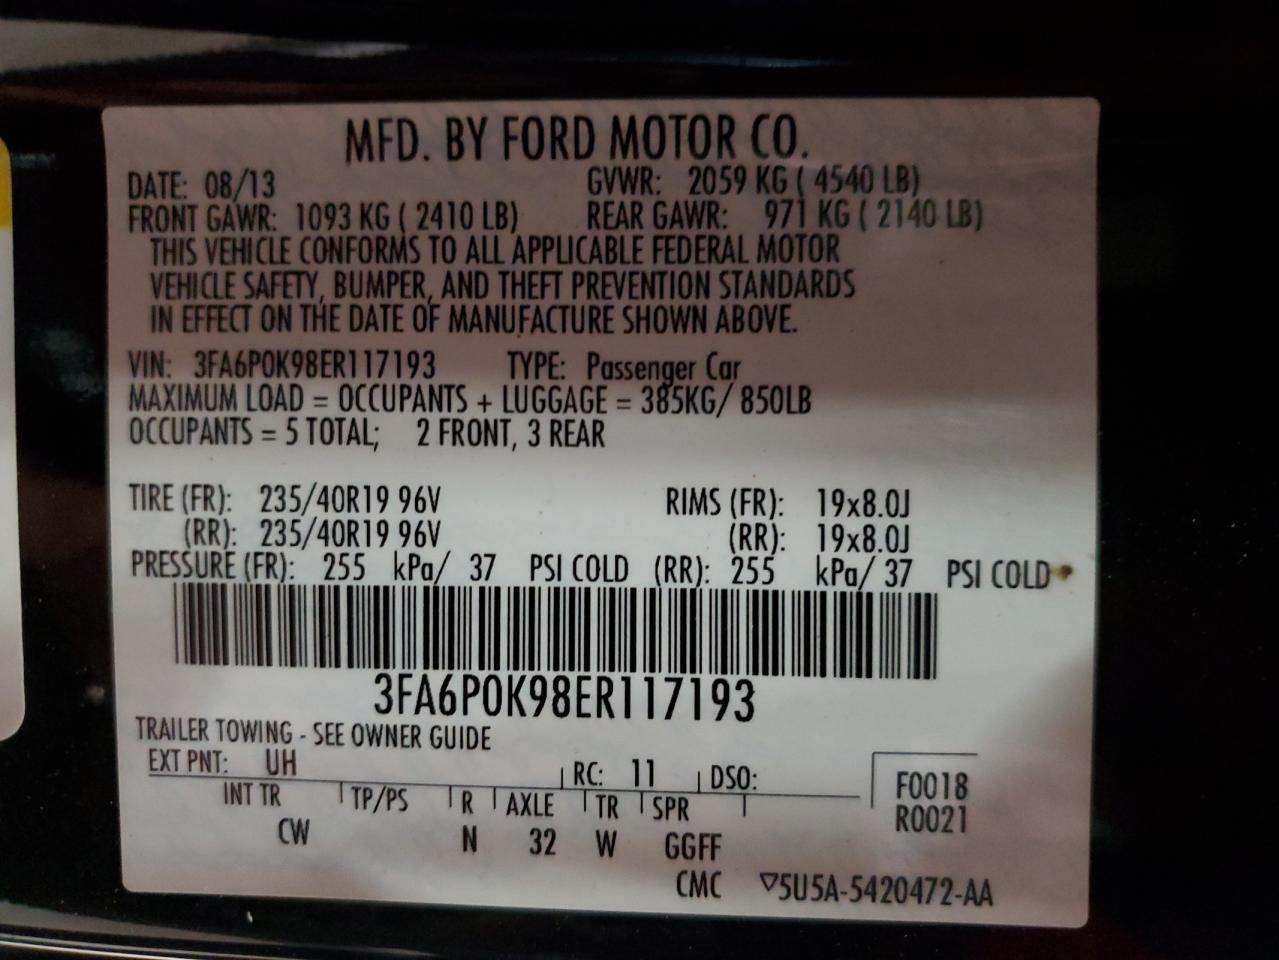 MFD. BY FORD MOTOR CO.
DATE: 08/13 GVWR: 2059 KG ( 4540 LB)
FRONT GAWR: 1093 KG ( 2410 LB) REAR GAWR: 971 KG ( 2140 LB)
THIS VEHICLE CONFORMS TO ALL APPLICABLE FEDERAL MOTOR
VEHICLE SAFETY, BUMPER, AND THEFT PREVENTION STANDARDS
IN EFFECT ON THE DATE OF MANUFACTURE SHOWN ABOVE.
VIN: 3FA6P0K98ER117193 TYPE: Passenger Car
MAXIMUM LOAD = OCCUPANTS + LUGGAGE = 385KG/ 850LB
OCCUPANTS = 5 TOTAL; 2 FRONT, 3 REAR
TIRE (FR): 235/40R19 96V RIMS (FR): 19x8.0J
(RR): 235/40R19 96V (RR): 19x8.0J
PRESSURE (FR): 255 kPa/ 37 PSI COLD (RR): 255 kPa/ 37 PSI COLD
3FA6P0K98ER117193
TRAILER TOWING - SEE OWNER GUIDE
EXT PNT: UH RC: 11 DSO: F0018
INT TR TP/PS R AXLE TR SPR R0021
CW N 32 W GGFF
CMC ▽5U5A-5420472-AA